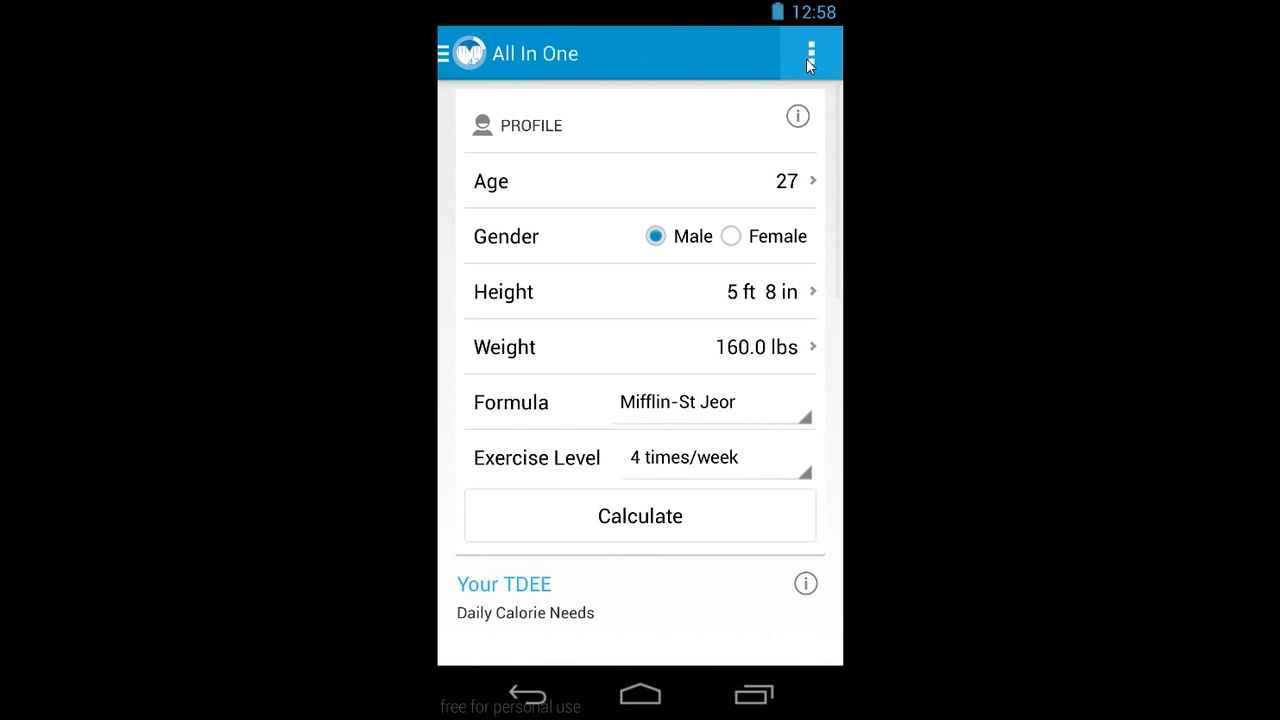 12:58
All In One
PROFILE
Age 27
Gender Male Female
Height 5 ft 8 in
Weight 160.0 lbs
Formula Mifflin-St Jeor
Exercise Level 4 times/week
Calculate
Your TDEE
Daily Calorie Needs
free for personal use